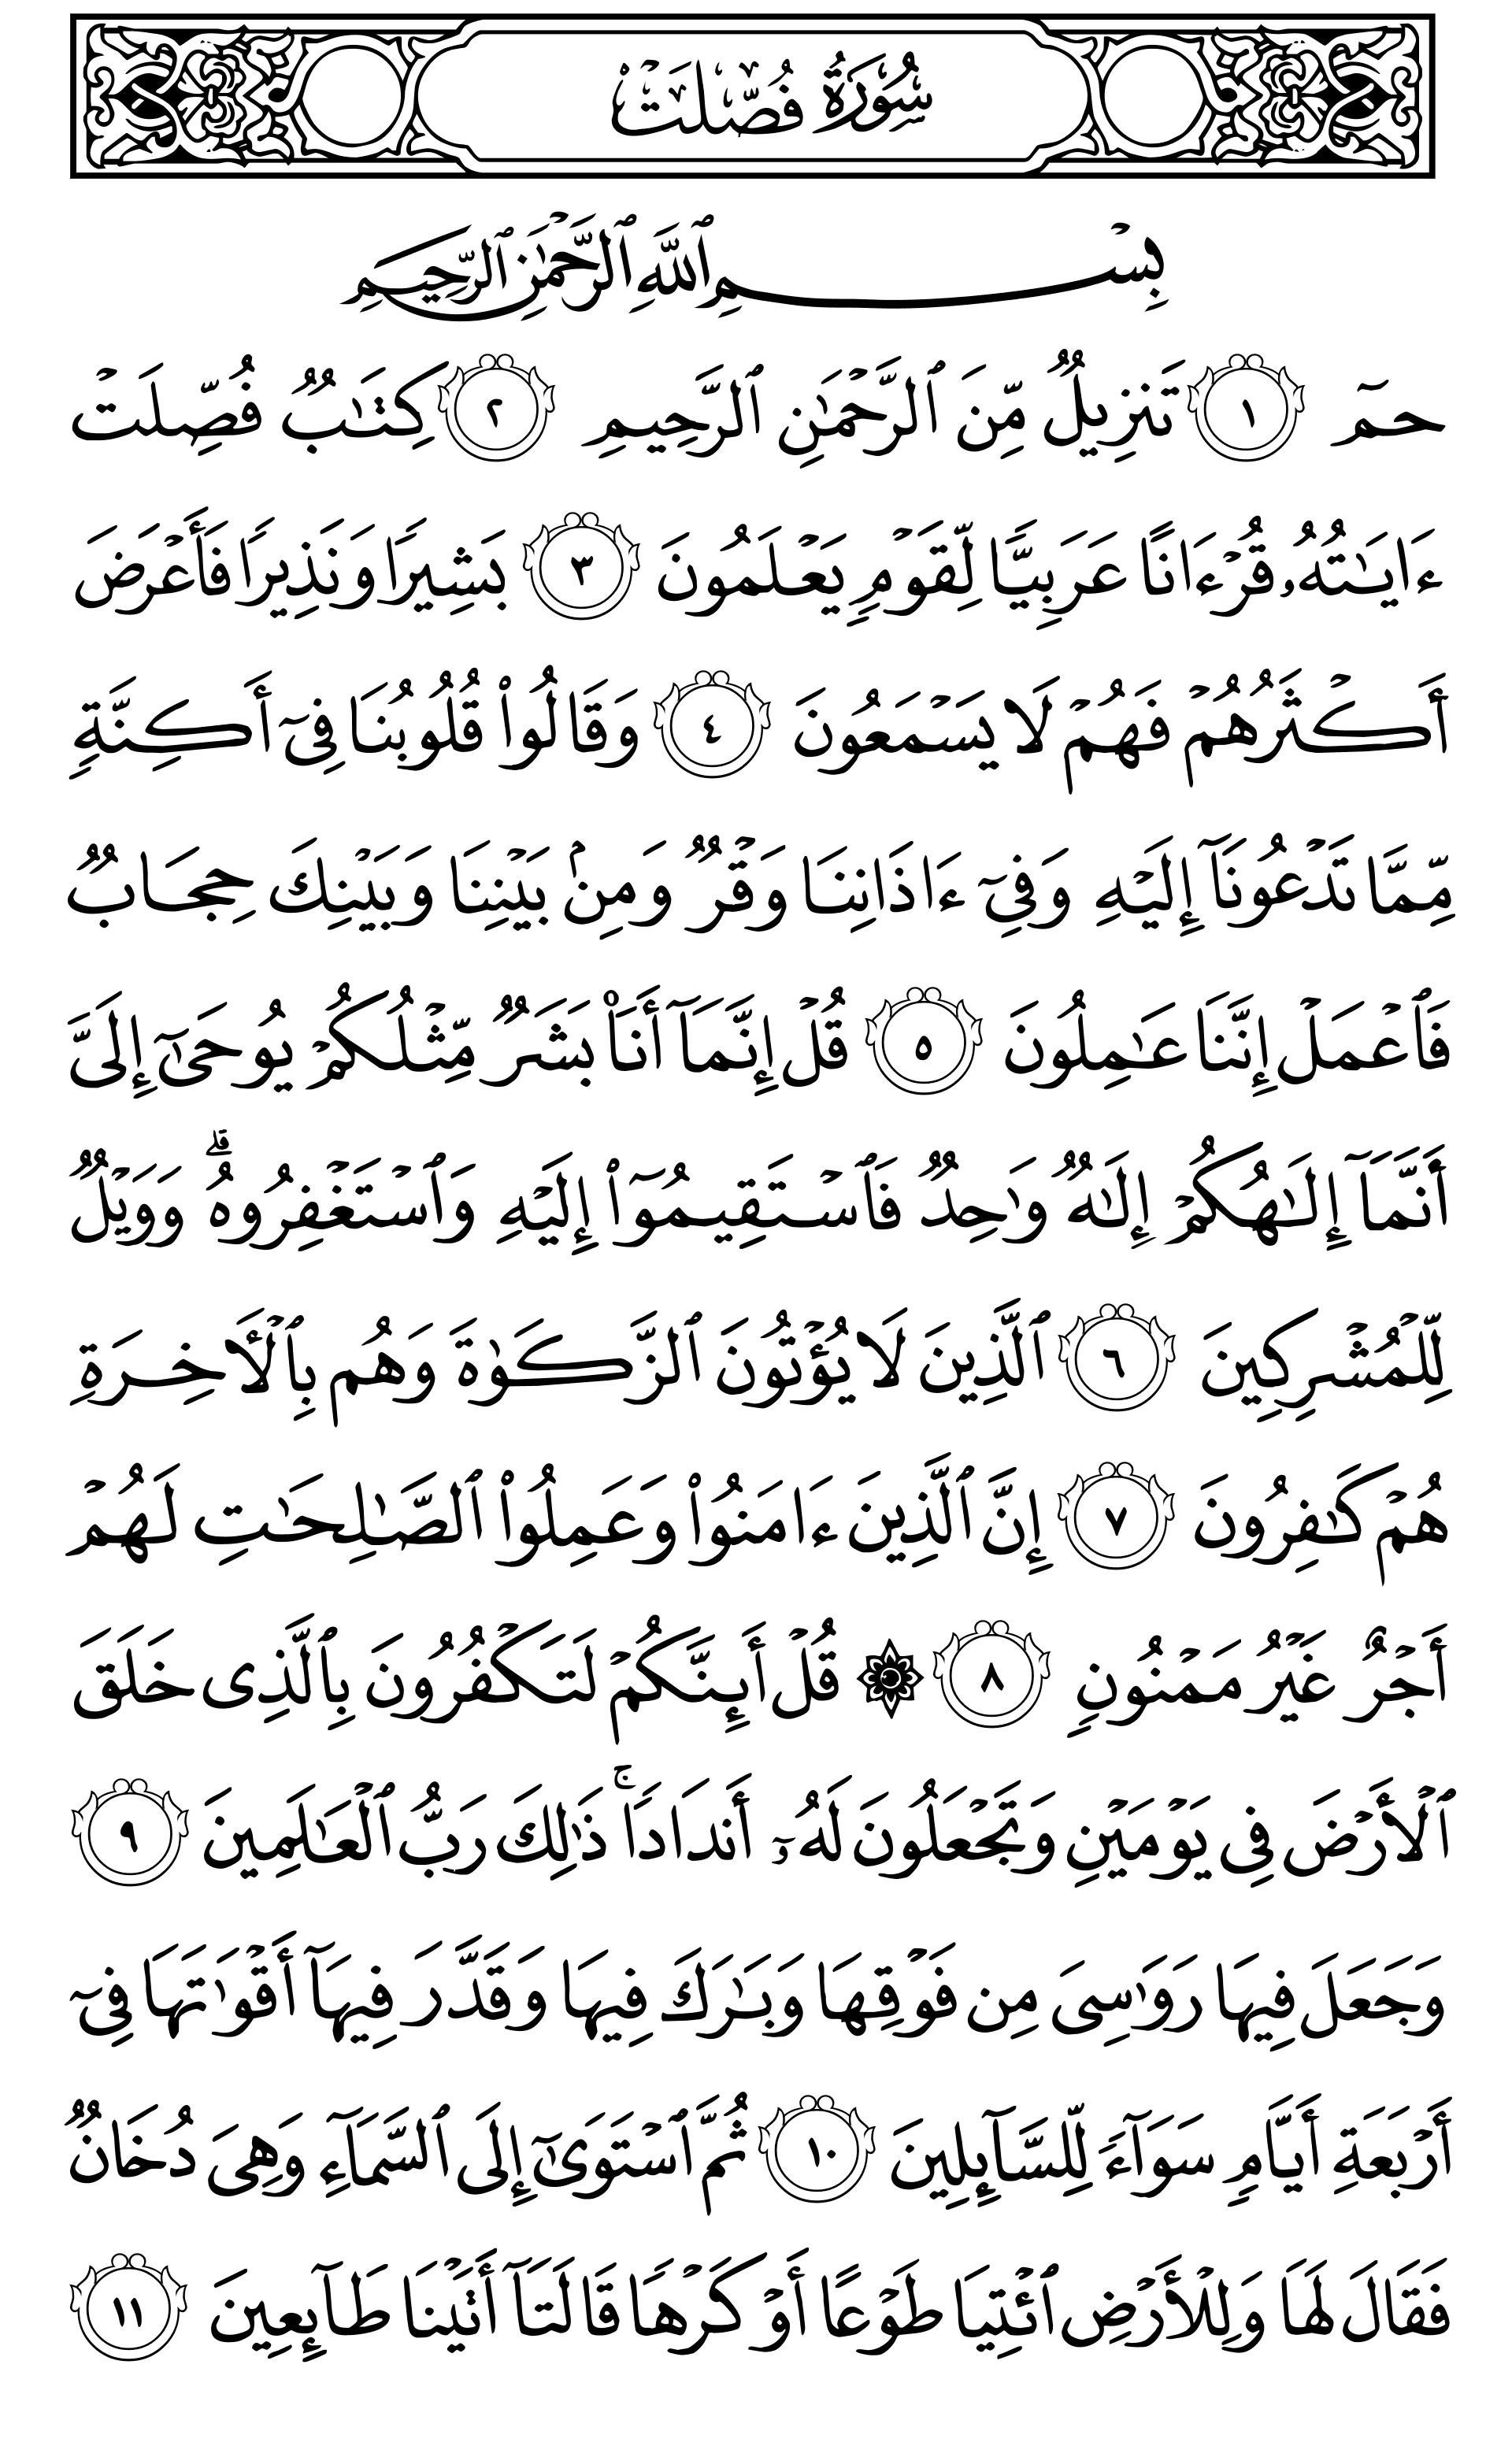 سُورَةُ فُصِّلَتۡ
بِسۡمِ ٱللَّهِ ٱلرَّحۡمَٰنِ ٱلرَّحِيمِ
حمٓ ١ تَنزِيلٞ مِّنَ ٱلرَّحۡمَٰنِ ٱلرَّحِيمِ ٢ كِتَٰبٞ فُصِّلَتۡ
ءَايَٰتُهُۥ قُرۡءَانًا عَرَبِيّٗا لِّقَوۡمٖ يَعۡلَمُونَ ٣ بَشِيرٗا وَنَذِيرٗا فَأَعۡرَضَ
أَكۡثَرُهُمۡ فَهُمۡ لَا يَسۡمَعُونَ ٤ وَقَالُواْ قُلُوبُنَا فِيٓ أَكِنَّةٖ
مِّمَّا تَدۡعُونَآ إِلَيۡهِ وَفِيٓ ءَاذَانِنَا وَقۡرٞ وَمِنۢ بَيۡنِنَا وَبَيۡنِكَ حِجَابٞ
فَٱعۡمَلۡ إِنَّنَا عَٰمِلُونَ ٥ قُلۡ إِنَّمَآ أَنَا۠ بَشَرٞ مِّثۡلُكُمۡ يُوحَىٰٓ إِلَيَّ
أَنَّمَآ إِلَٰهُكُمۡ إِلَٰهٞ وَٰحِدٞ فَٱسۡتَقِيمُوٓاْ إِلَيۡهِ وَٱسۡتَغۡفِرُوهُۗ وَوَيۡلٞ
لِّلۡمُشۡرِكِينَ ٦ ٱلَّذِينَ لَا يُؤۡتُونَ ٱلزَّكَوٰةَ وَهُم بِٱلۡأٓخِرَةِ
هُمۡ كَٰفِرُونَ ٧ إِنَّ ٱلَّذِينَ ءَامَنُواْ وَعَمِلُواْ ٱلصَّٰلِحَٰتِ لَهُمۡ
أَجۡرٌ غَيۡرُ مَمۡنُونٖ ٨ ۞ قُلۡ أَئِنَّكُمۡ لَتَكۡفُرُونَ بِٱلَّذِي خَلَقَ
ٱلۡأَرۡضَ فِي يَوۡمَيۡنِ وَتَجۡعَلُونَ لَهُۥٓ أَندَادٗاۚ ذَٰلِكَ رَبُّ ٱلۡعَٰلَمِينَ ٩
وَجَعَلَ فِيهَا رَوَٰسِيَ مِن فَوۡقِهَا وَبَٰرَكَ فِيهَا وَقَدَّرَ فِيهَآ أَقۡوَٰتَهَا فِيٓ
أَرۡبَعَةِ أَيَّامٖ سَوَآءٗ لِّلسَّآئِلِينَ ١٠ ثُمَّ ٱسۡتَوَىٰٓ إِلَى ٱلسَّمَآءِ وَهِيَ دُخَانٞ
فَقَالَ لَهَا وَلِلۡأَرۡضِ ٱئۡتِيَا طَوۡعًا أَوۡ كَرۡهٗا قَالَتَآ أَتَيۡنَا طَآئِعِينَ ١١